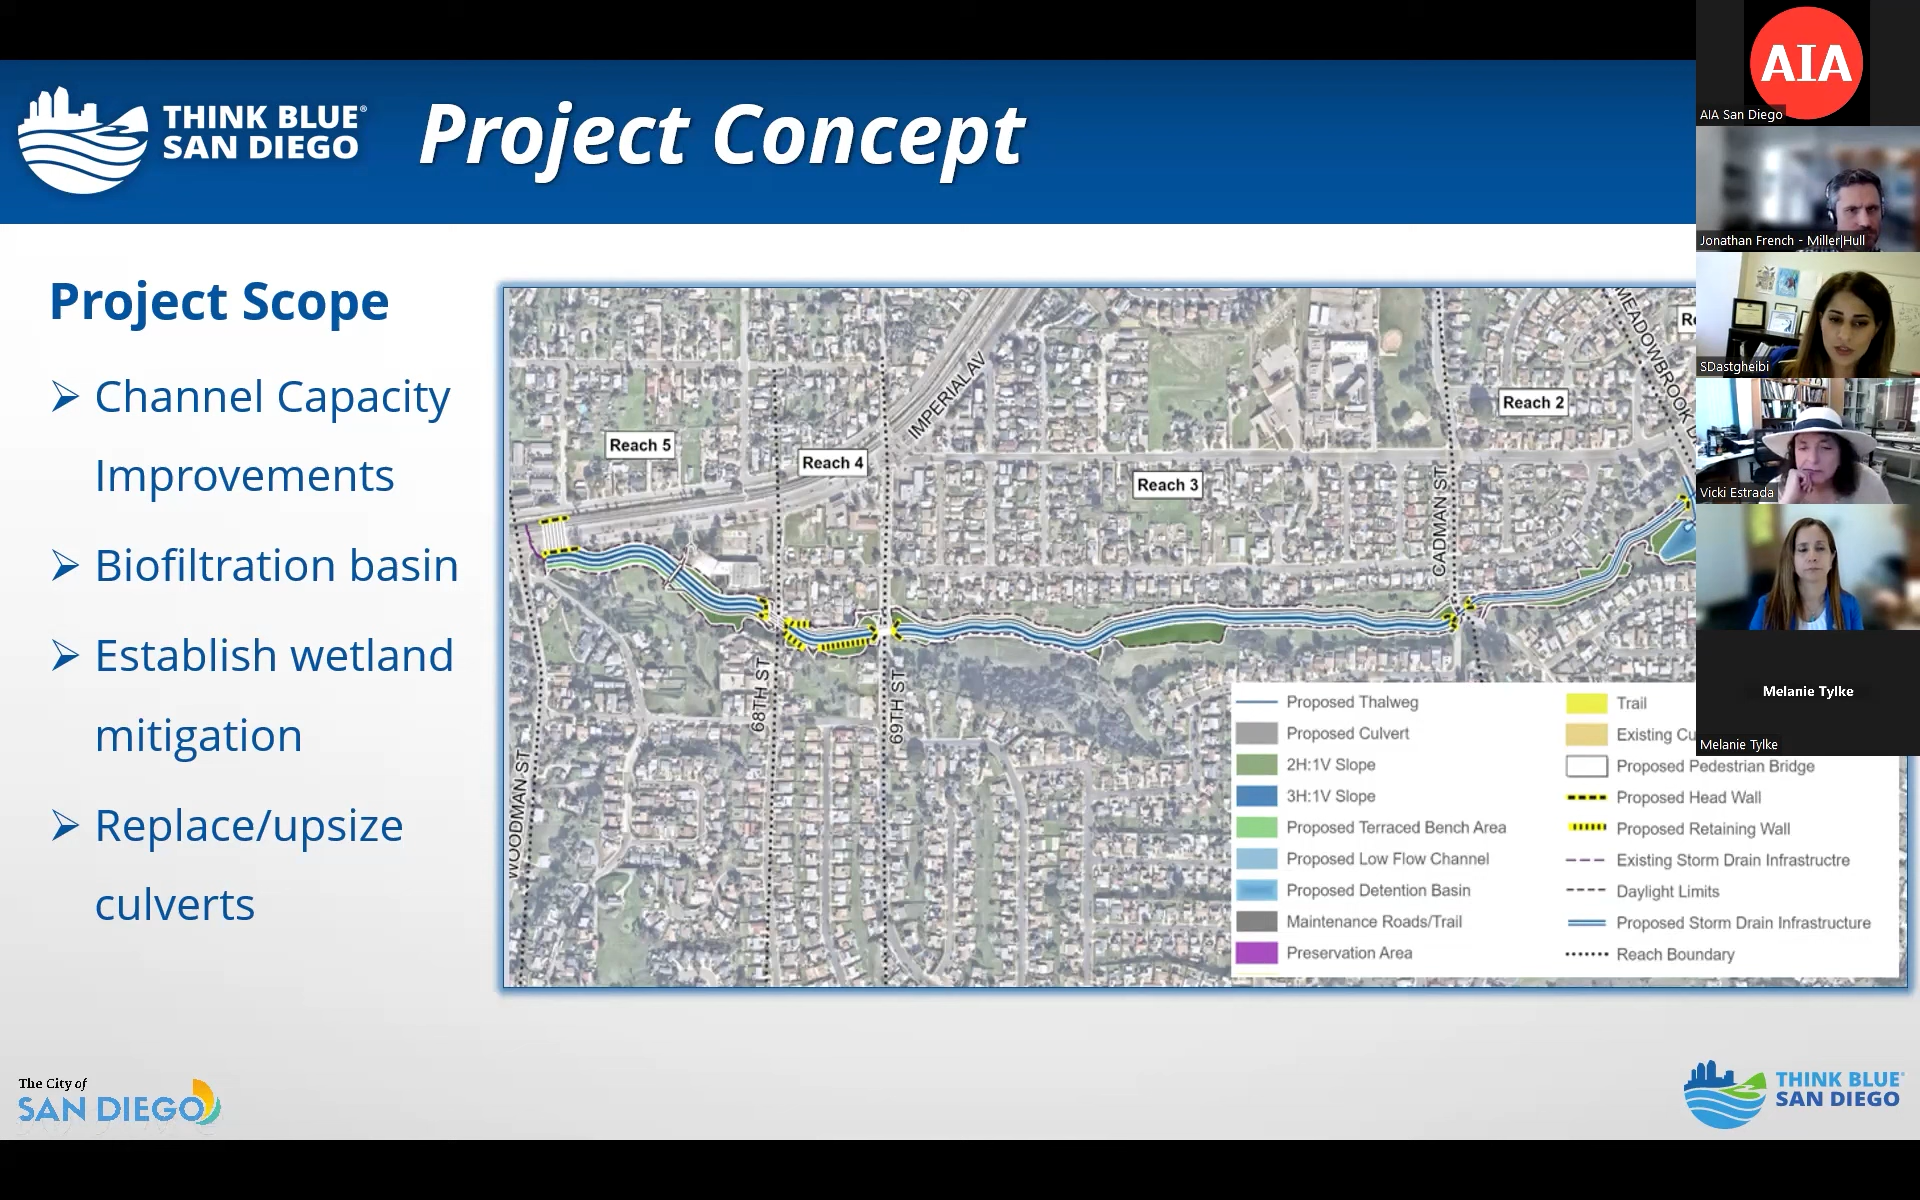 THINK BLUE®
SAN DIEGO
Project Concept
Project Scope
Channel Capacity
Improvements
Biofiltration basin
Establish wetland
mitigation
Replace/upsize
culverts
Reach 5
Reach 4
Reach 3
Reach 2
IMPERIAL AV
MEADOWBROOK
CADMAN ST
68TH ST
69TH ST
WOODMAN ST
Proposed Thalweg
Proposed Culvert
2H:1V Slope
3H:1V Slope
Proposed Terraced Bench Area
Proposed Low Flow Channel
Proposed Detention Basin
Maintenance Roads/Trail
Preservation Area
Trail
Existing Cu
Proposed Pedestrian Bridge
Proposed Head Wall
Proposed Retaining Wall
Existing Storm Drain Infrastructre
Daylight Limits
Proposed Storm Drain Infrastructure
Reach Boundary
AIA
AIA San Diego
Jonathan French - Miller|Hull
SDastgheibi
Vicki Estrada
Melanie Tylke
Melanie Tylke
The City of
SAN DIEGO
THINK BLUE®
SAN DIEGO